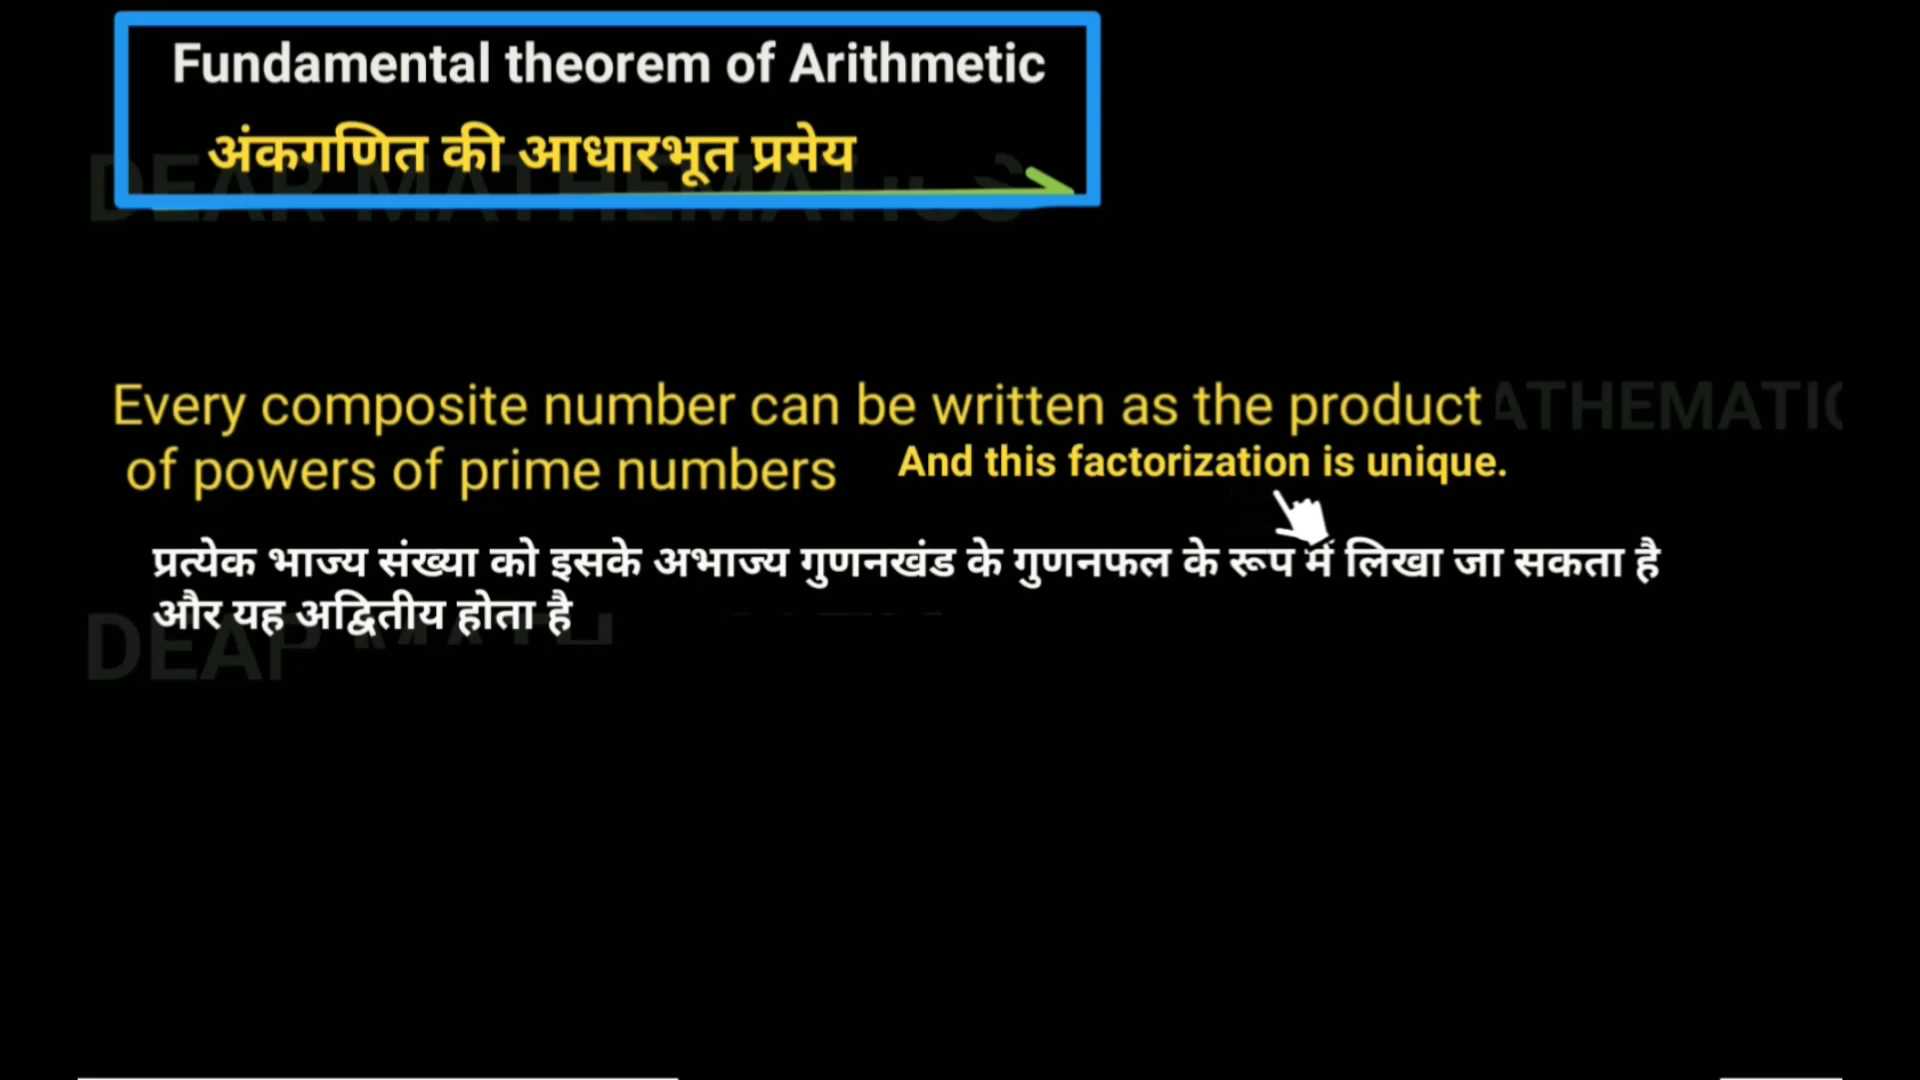 Fundamental theorem of Arithmetic
अंकगणित की आधारभूत प्रमेय
Every composite number can be written as the product
of powers of prime numbers And this factorization is unique.
प्रत्येक भाज्य संख्या को इसके अभाज्य गुणनखंड के गुणनफल के रूप में लिखा जा सकता है
और यह अद्वितीय होता है